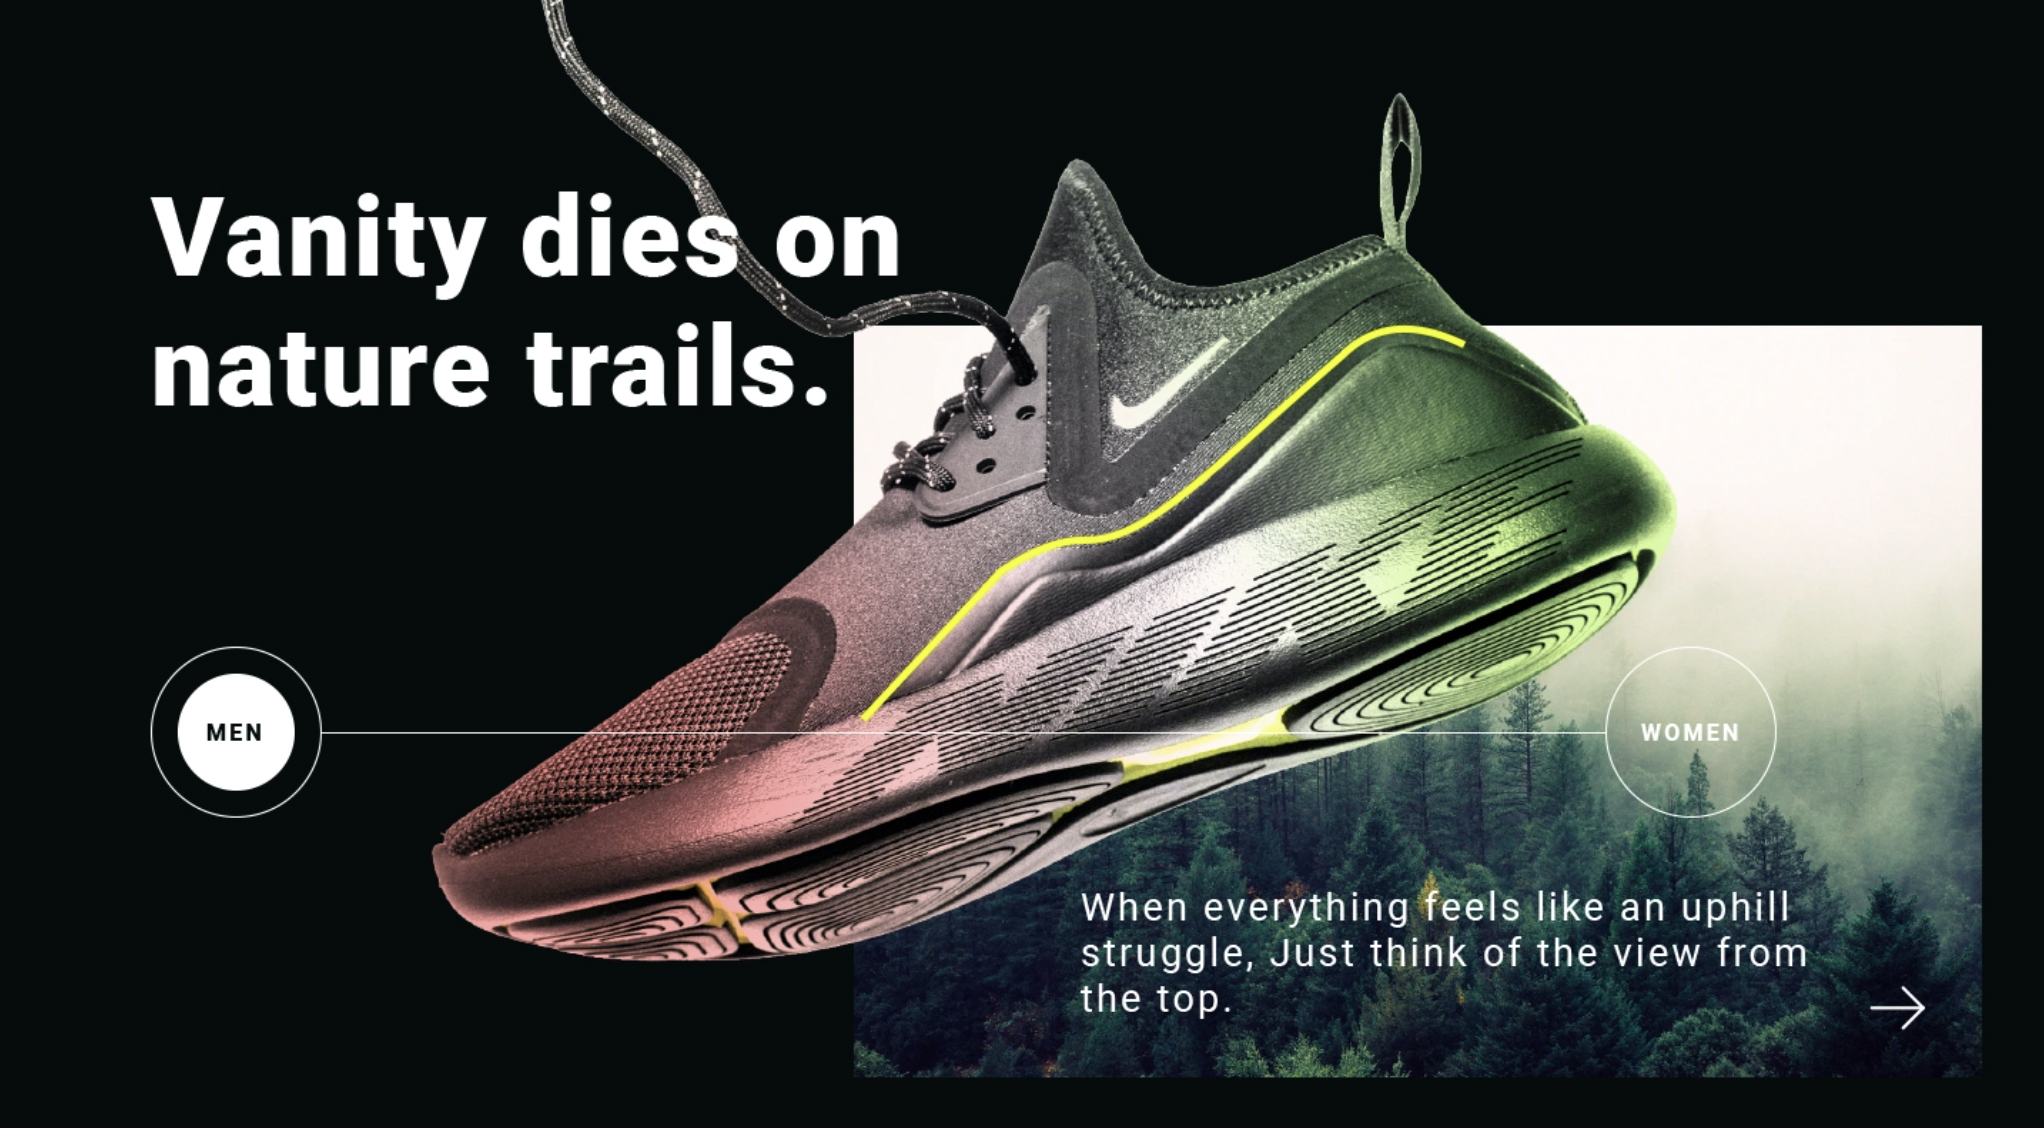 Vanity dies on
nature trails.
MEN
WOMEN
When everything feels like an uphill
struggle, Just think of the view from
the top.